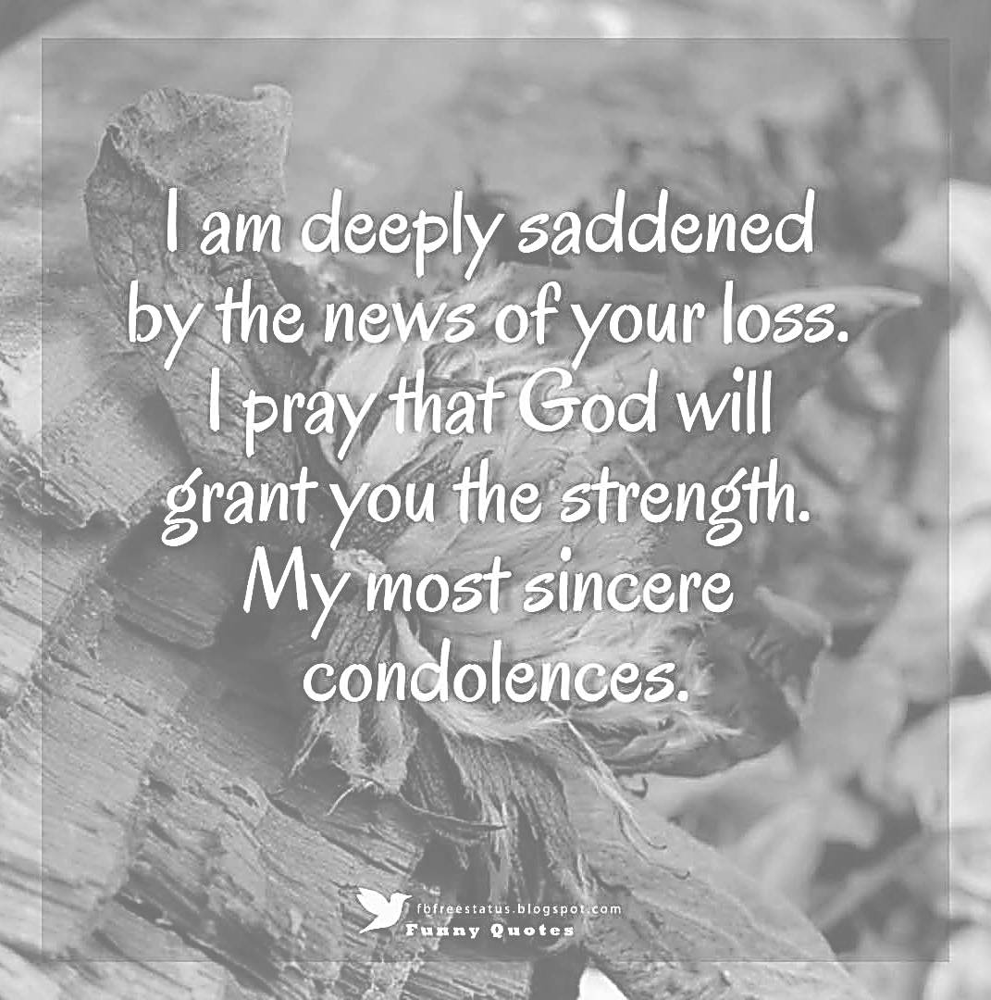 I am deeply saddened
by the news of your loss.
I pray that God will
grant you the strength.
My most sincere
condolences.
fbfreestatus.blogspot.com
Funny Quotes